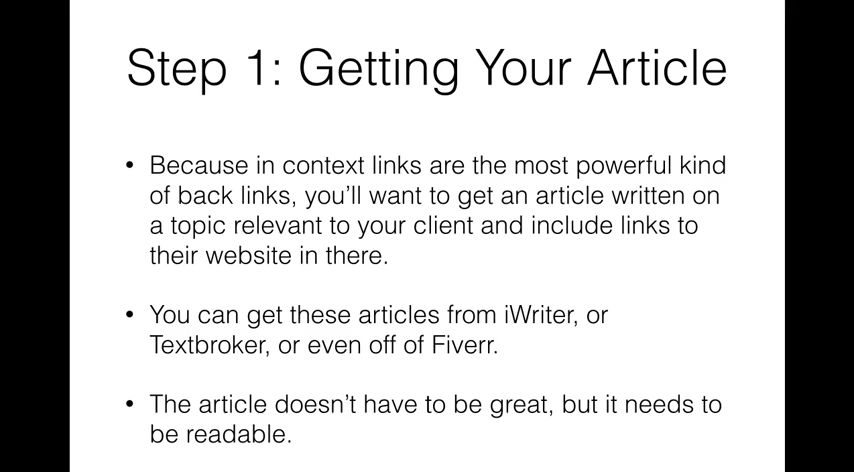 Step 1: Getting Your Article
• Because in context links are the most powerful kind
of back links, you'll want to get an article written on
a topic relevant to your client and include links to
their website in there.
• You can get these articles from iWriter, or
Textbroker, or even off of Fiverr.
• The article doesn't have to be great, but it needs to
be readable.